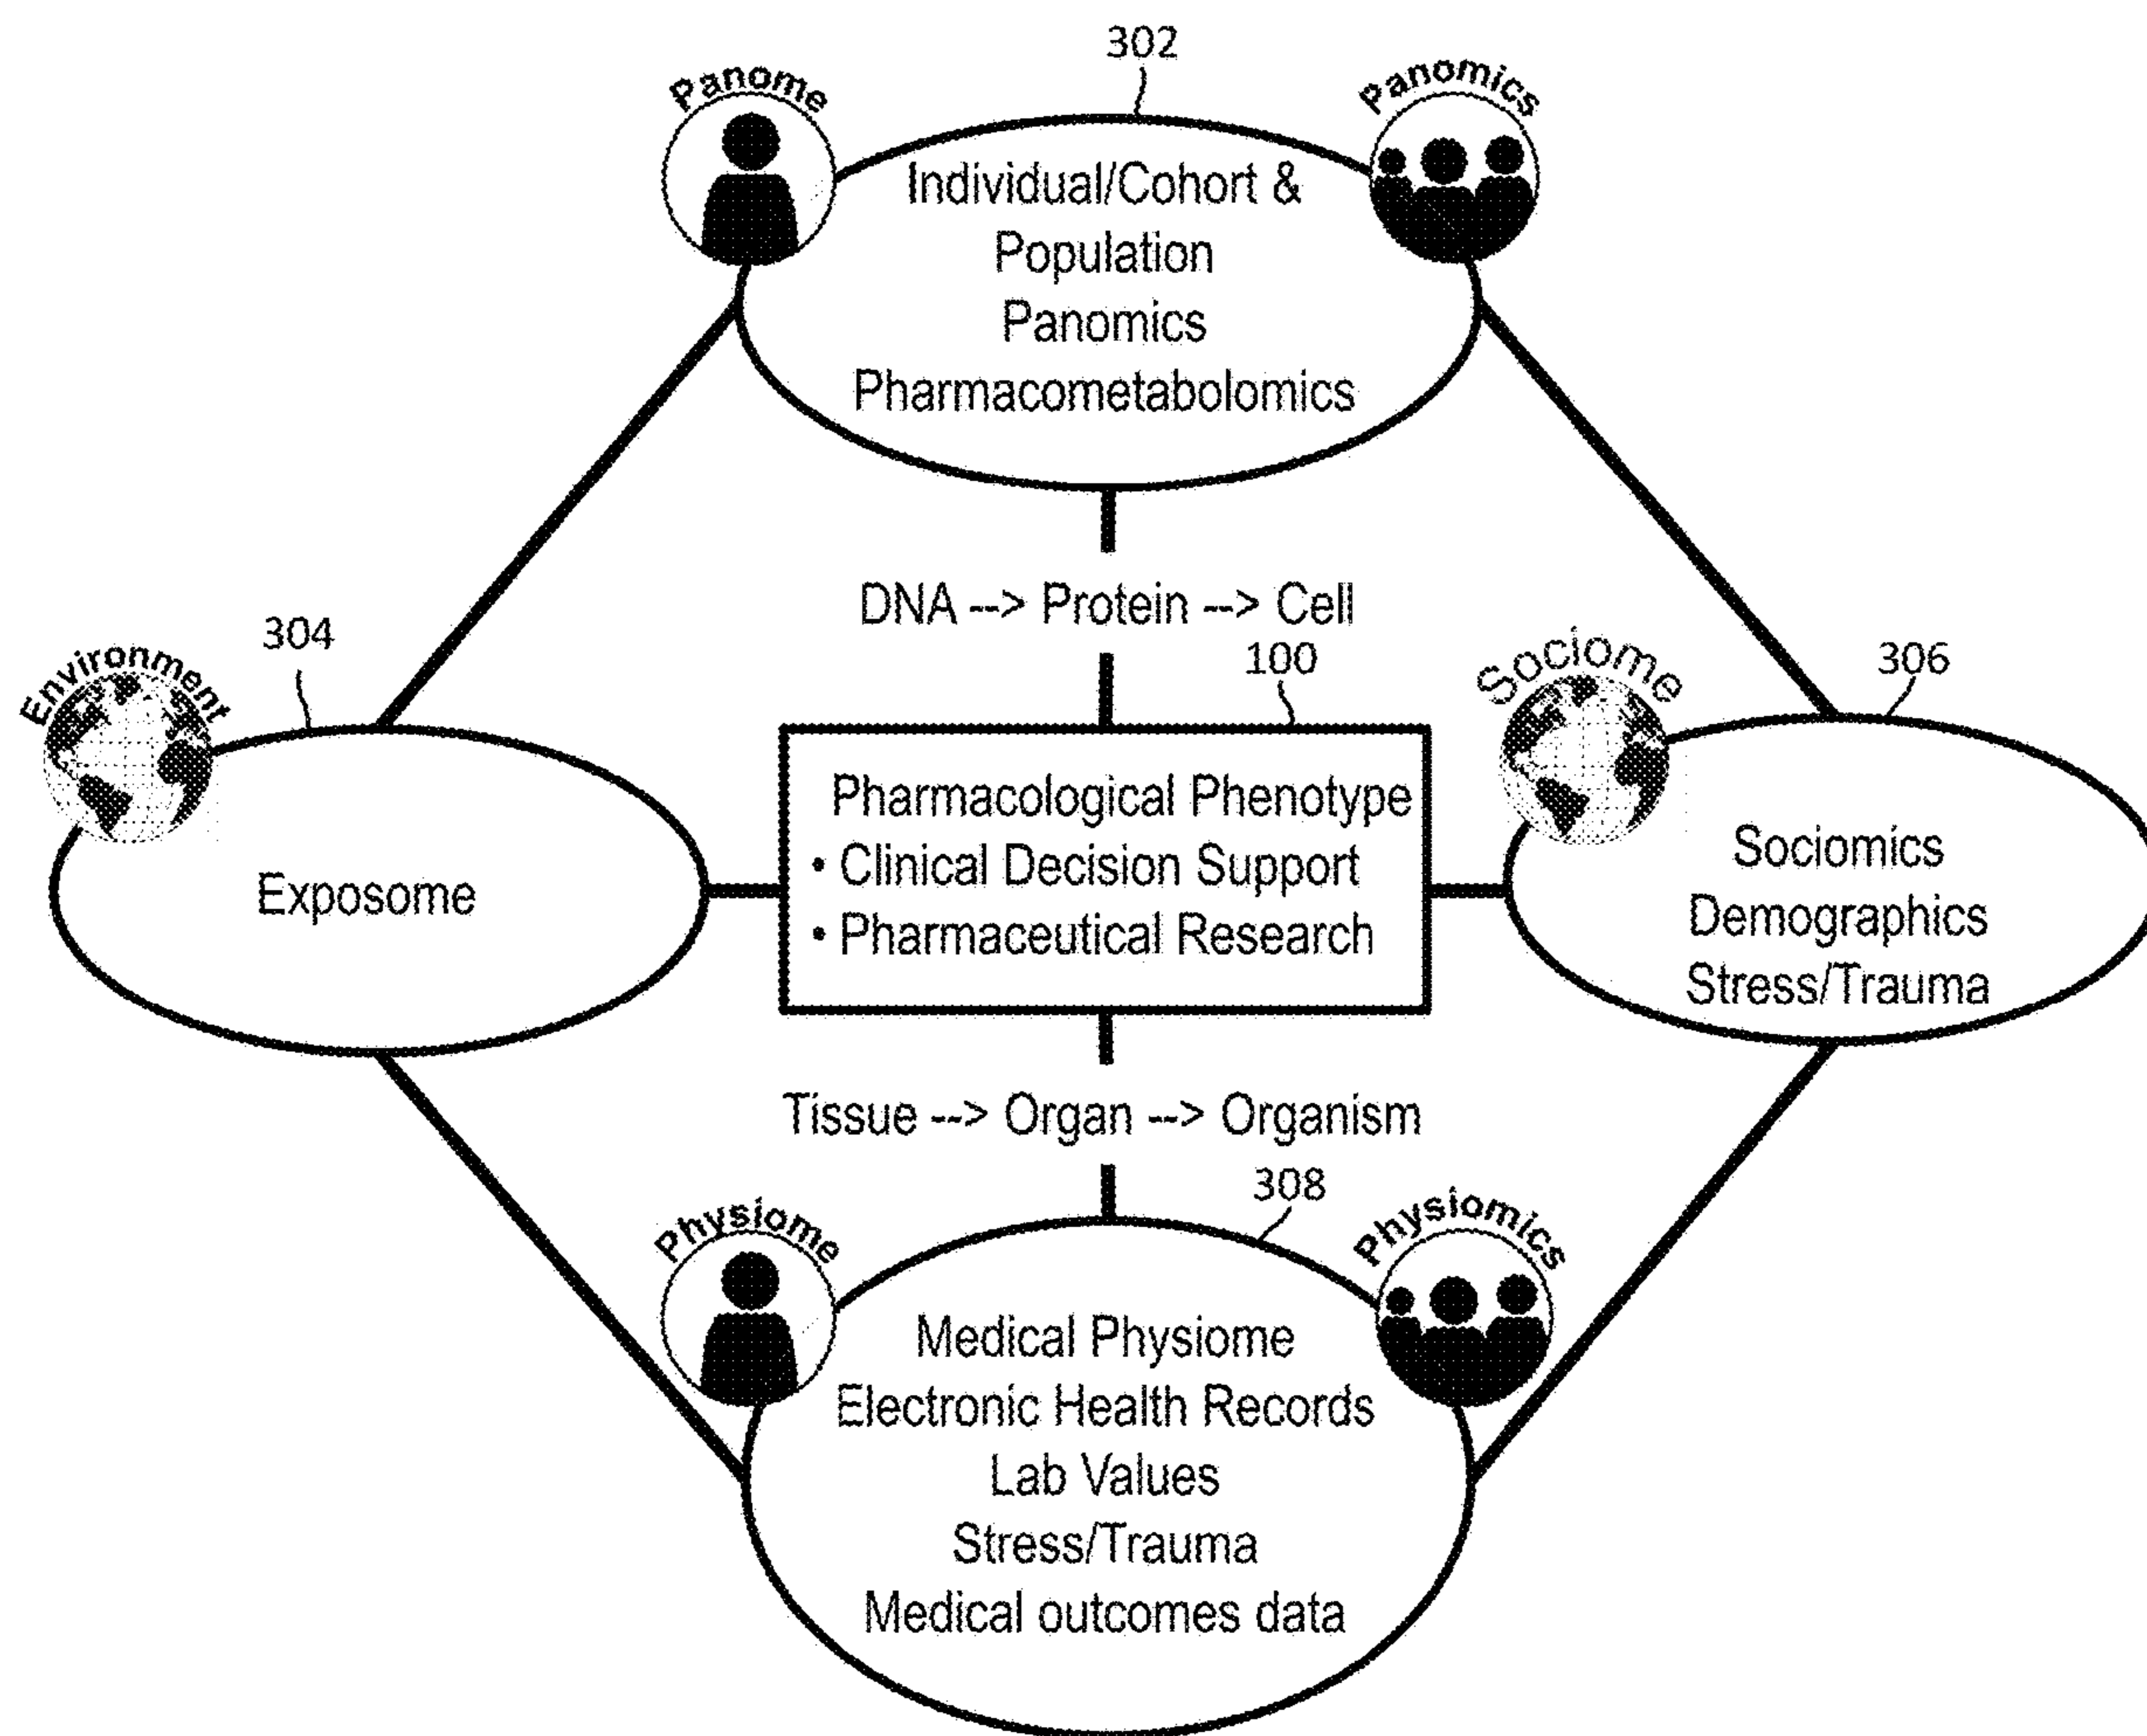 302
Panome
Panomics
Individual/Cohort &
Population
Panomics
Pharmacometabolomics
DNA --> Protein --> Cell
Environment
304
Exposome
100
Pharmacological Phenotype
• Clinical Decision Support
• Pharmaceutical Research
Sociome
306
Sociomics
Demographics
Stress/Trauma
Tissue --> Organ --> Organism
308
Physiome
Physiomics
Medical Physiome
Electronic Health Records
Lab Values
Stress/Trauma
Medical outcomes data